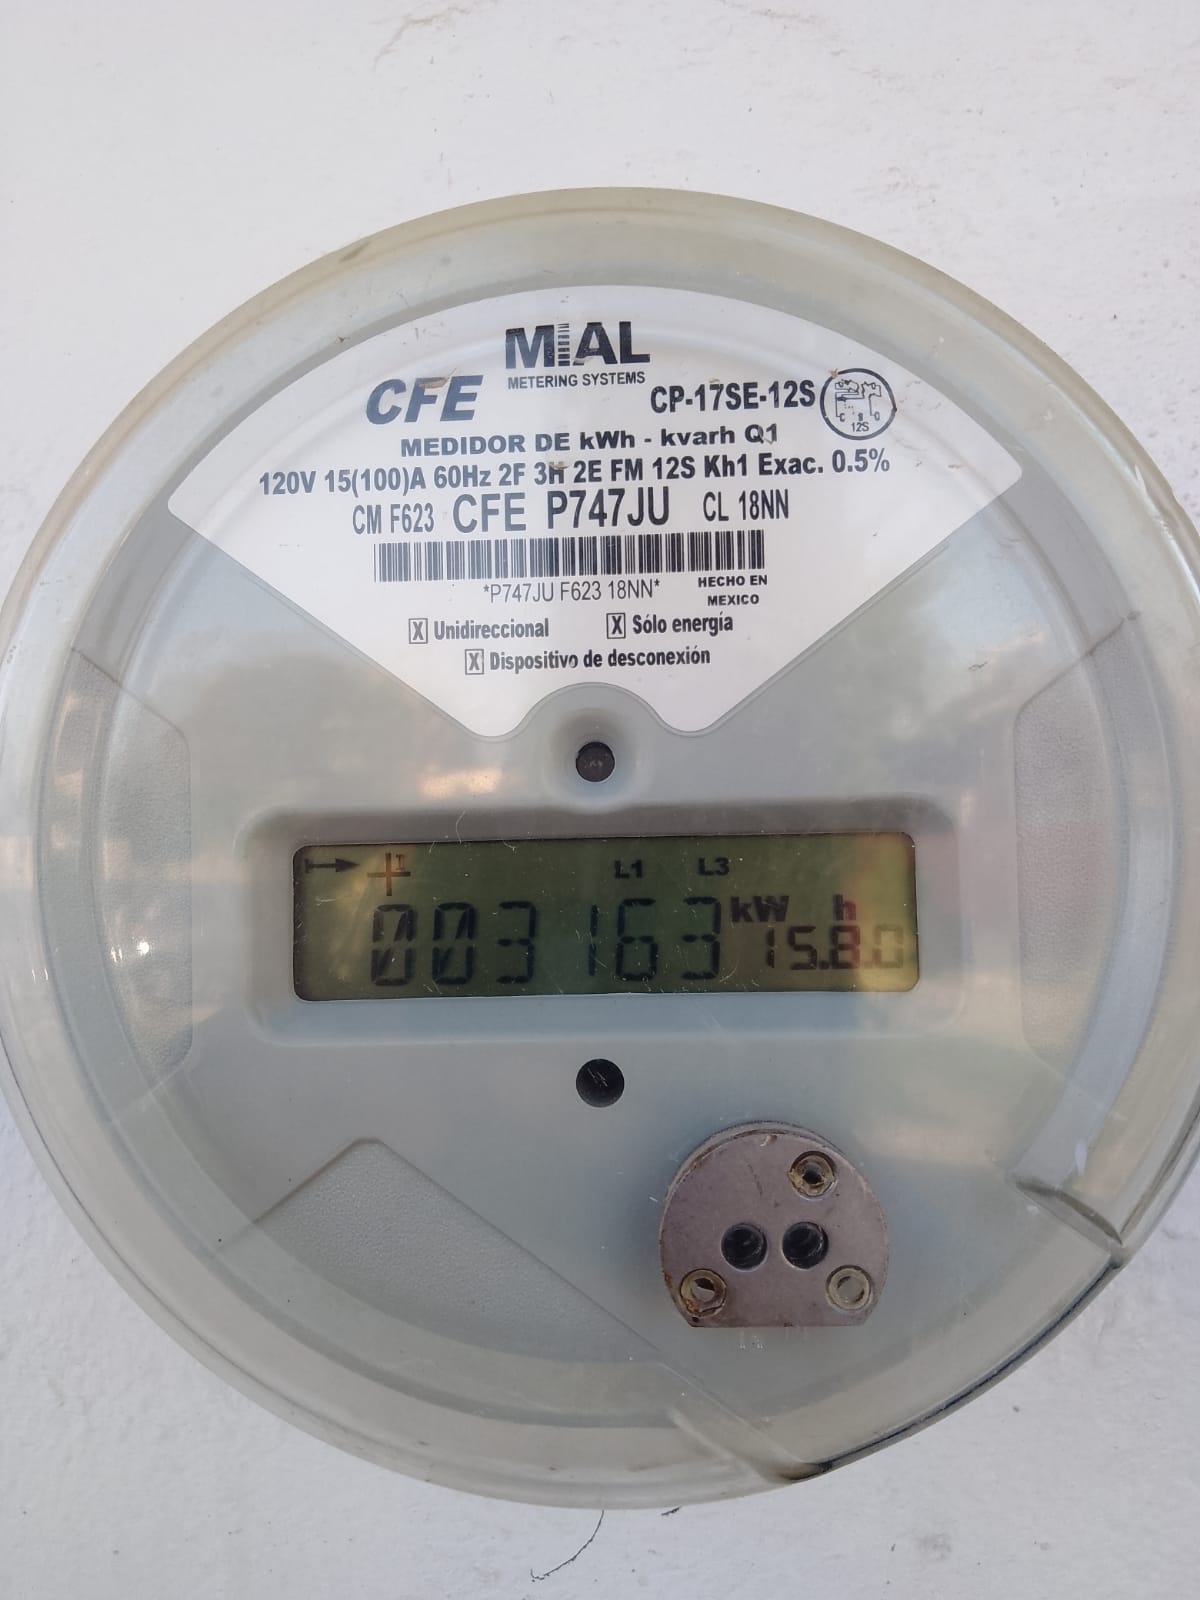 MIAL
METERING SYSTEMS
CFE
CP-17SE-12S
12S
MEDIDOR DE kWh - kvarh Q1
120V 15(100)A 60Hz 2F 3H 2E FM 12S Kh1 Exac. 0.5%
CM F623 CFE P747JU CL 18NN
*P747JU F623 18NN*
HECHO EN
MEXICO
X Unidireccional X Sólo energía
X Dispositivo de desconexión
L1 L3
003163 kW h 15.8.0